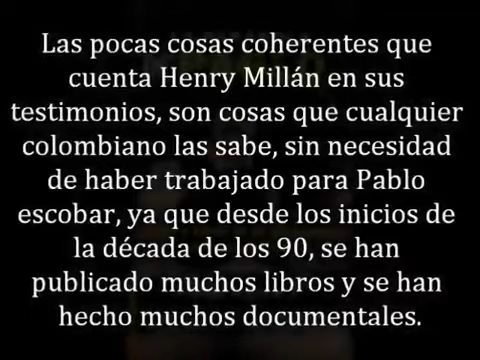 Las pocas cosas coherentes que
cuenta Henry Millán en sus
testimonios, son cosas que cualquier
colombiano las sabe, sin necesidad
de haber trabajado para Pablo
escobar, ya que desde los inicios de
la década de los 90, se han
publicado muchos libros y se han
hecho muchos documentales.